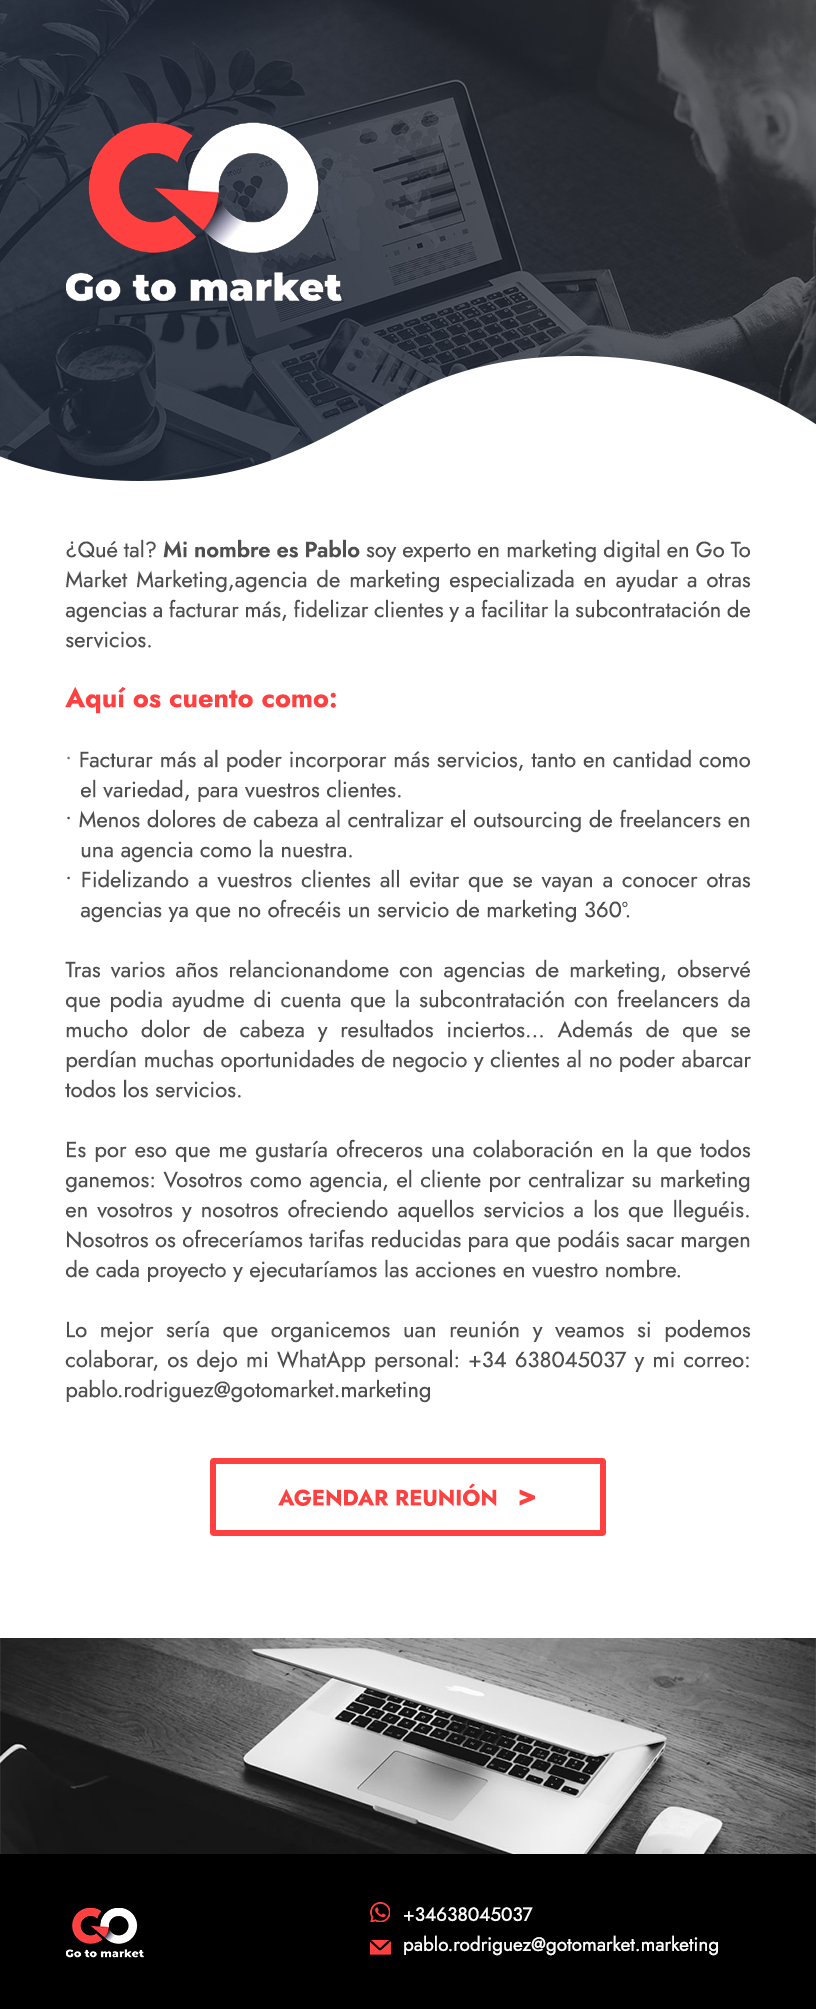 GO
Go to market
¿Qué tal? Mi nombre es Pablo soy experto en marketing digital en Go To
Market Marketing,agencia de marketing especializada en ayudar a otras
agencias a facturar más, fidelizar clientes y a facilitar la subcontratación de
servicios.
Aquí os cuento como:
· Facturar más al poder incorporar más servicios, tanto en cantidad como
el variedad, para vuestros clientes.
· Menos dolores de cabeza al centralizar el outsourcing de freelancers en
una agencia como la nuestra.
· Fidelizando a vuestros clientes all evitar que se vayan a conocer otras
agencias ya que no ofrecéis un servicio de marketing 360°.
Tras varios años relancionandome con agencias de marketing, observé
que podia ayudme di cuenta que la subcontratación con freelancers da
mucho dolor de cabeza y resultados inciertos... Además de que se
perdían muchas oportunidades de negocio y clientes al no poder abarcar
todos los servicios.
Es por eso que me gustaría ofreceros una colaboración en la que todos
ganemos: Vosotros como agencia, el cliente por centralizar su marketing
en vosotros y nosotros ofreciendo aquellos servicios a los que lleguéis.
Nosotros os ofreceríamos tarifas reducidas para que podáis sacar margen
de cada proyecto y ejecutaríamos las acciones en vuestro nombre.
Lo mejor sería que organicemos uan reunión y veamos si podemos
colaborar, os dejo mi WhatApp personal: +34 638045037 y mi correo:
pablo.rodriguez@gotomarket.marketing
AGENDAR REUNIÓN >
GO
Go to market
+34638045037
pablo.rodriguez@gotomarket.marketing